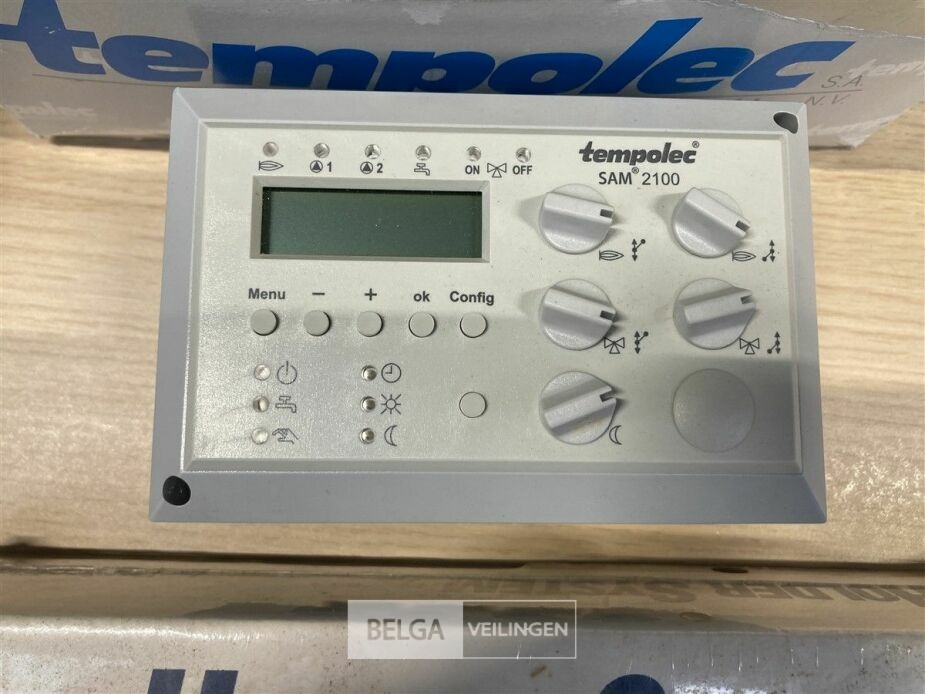 tempolec
S.A.
N.V.
tempolec®
SAM® 2100
1
2
ON
OFF
Menu
−
+
ok
Config
BELGA VEILINGEN